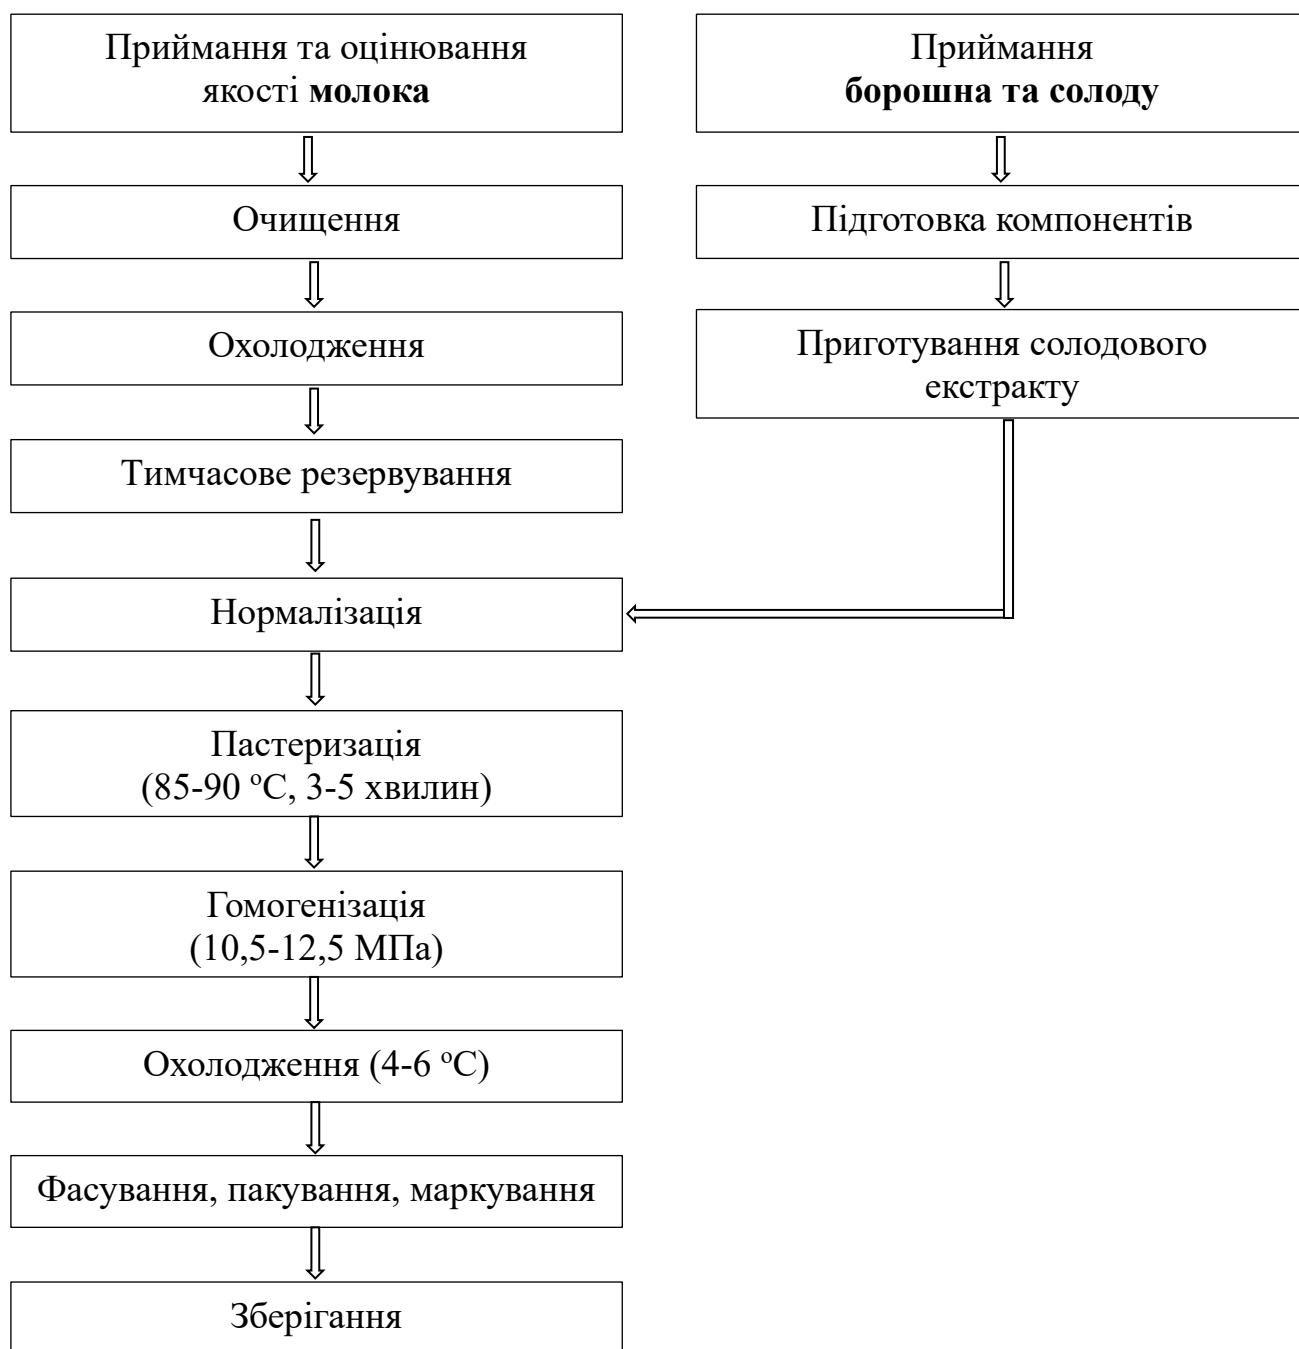 Приймання та оцінювання
якості молока
Очищення
Охолодження
Тимчасове резервування
Нормалізація
Пастеризація
(85-90 ºС, 3-5 хвилин)
Гомогенізація
(10,5-12,5 МПа)
Охолодження (4-6 ºС)
Фасування, пакування, маркування
Зберігання
Приймання
борошна та солоду
Підготовка компонентів
Приготування солодового
екстракту